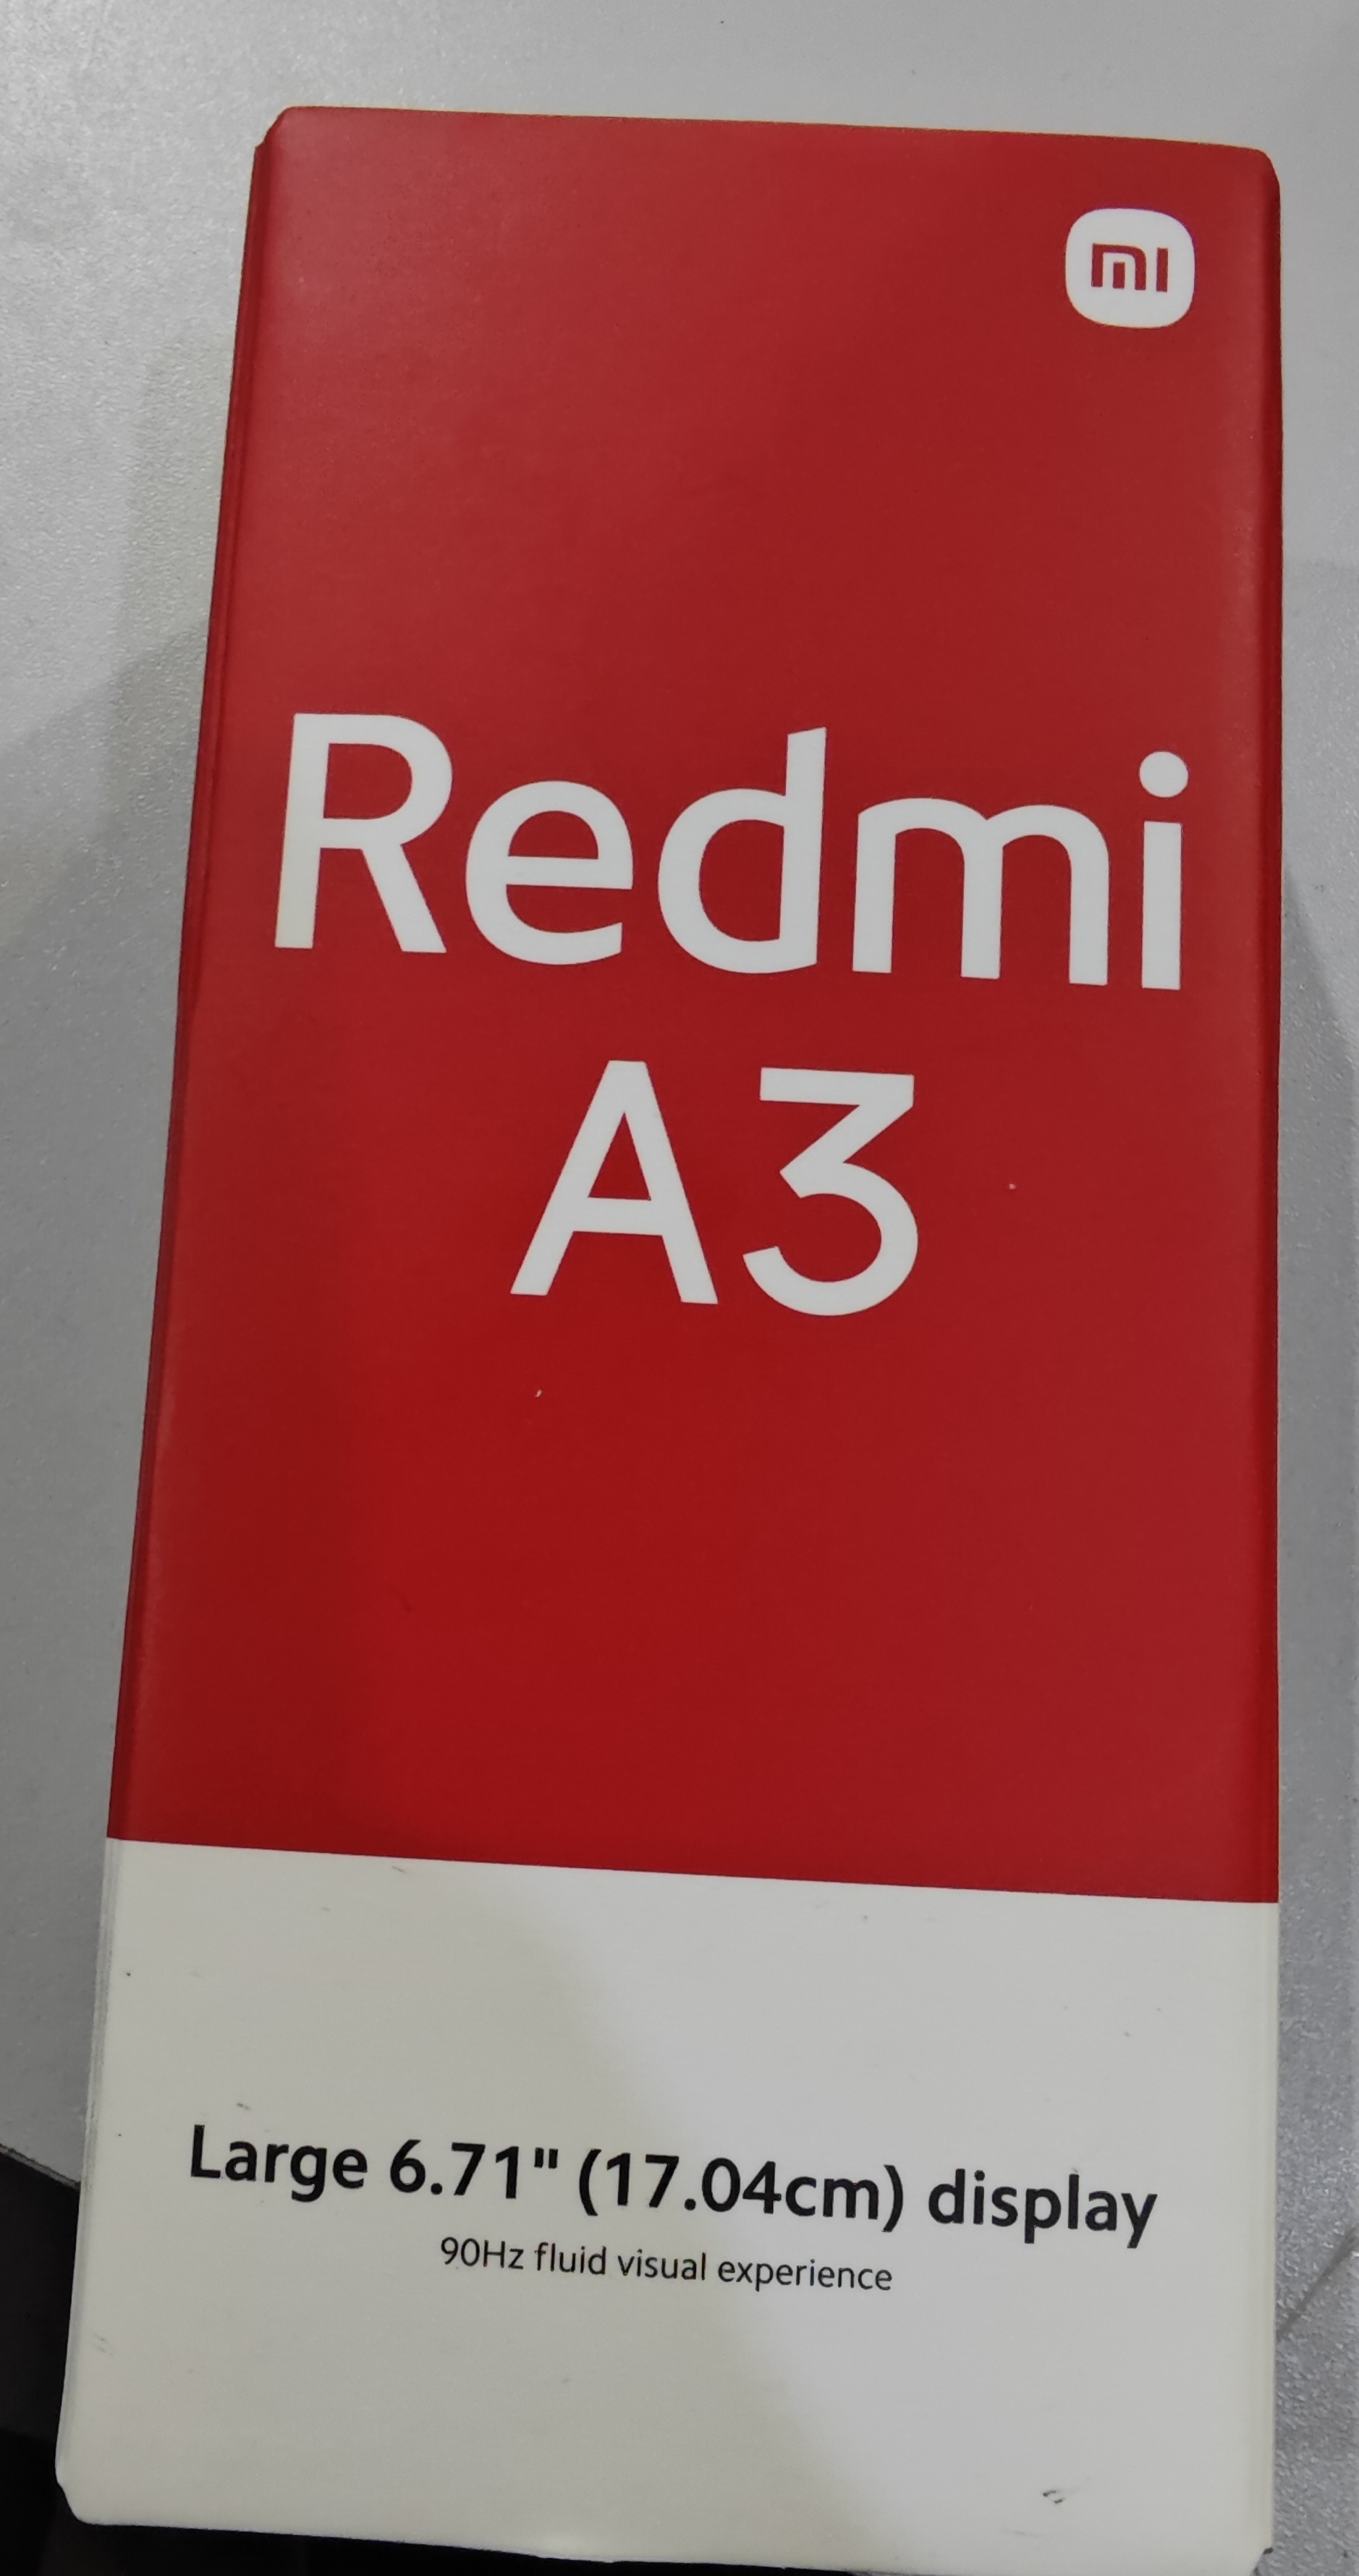 mi
Redmi
A3
Large 6.71" (17.04cm) display
90Hz fluid visual experience